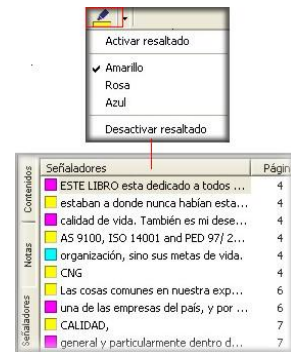 Activar resaltado
Amarillo
Rosa
Azul
Desactivar resaltado
Contenidos
Notas
Señaladores
Señaladores Págin
ESTE LIBRO esta dedicado a todos ... 4
estaban a donde nunca habían esta... 4
calidad de vida. También es mi dese... 4
AS 9100, ISO 14001 and PED 97/ 2... 4
organización, sino sus metas de vida. 4
CNG 4
Las cosas comunes en nuestra exp... 6
una de las empresas del país, y por ... 6
CALIDAD, 7
general y particularmente dentro d... 7